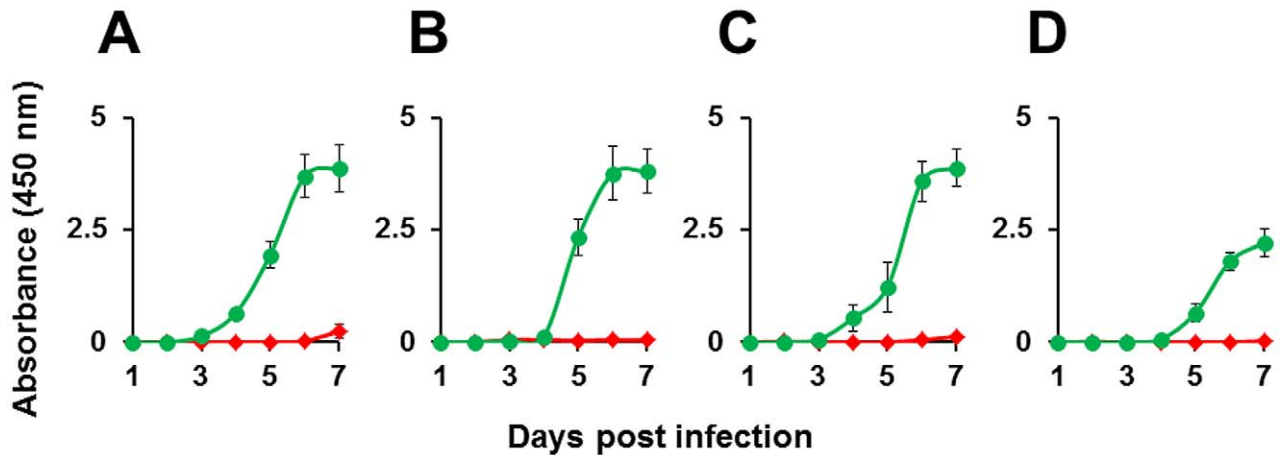 A B C D
Absorbance (450 nm)
5 5 5 5
2.5 2.5 2.5 2.5
0 0 0 0
1 3 5 7 1 3 5 7 1 3 5 7 1 3 5 7
Days post infection